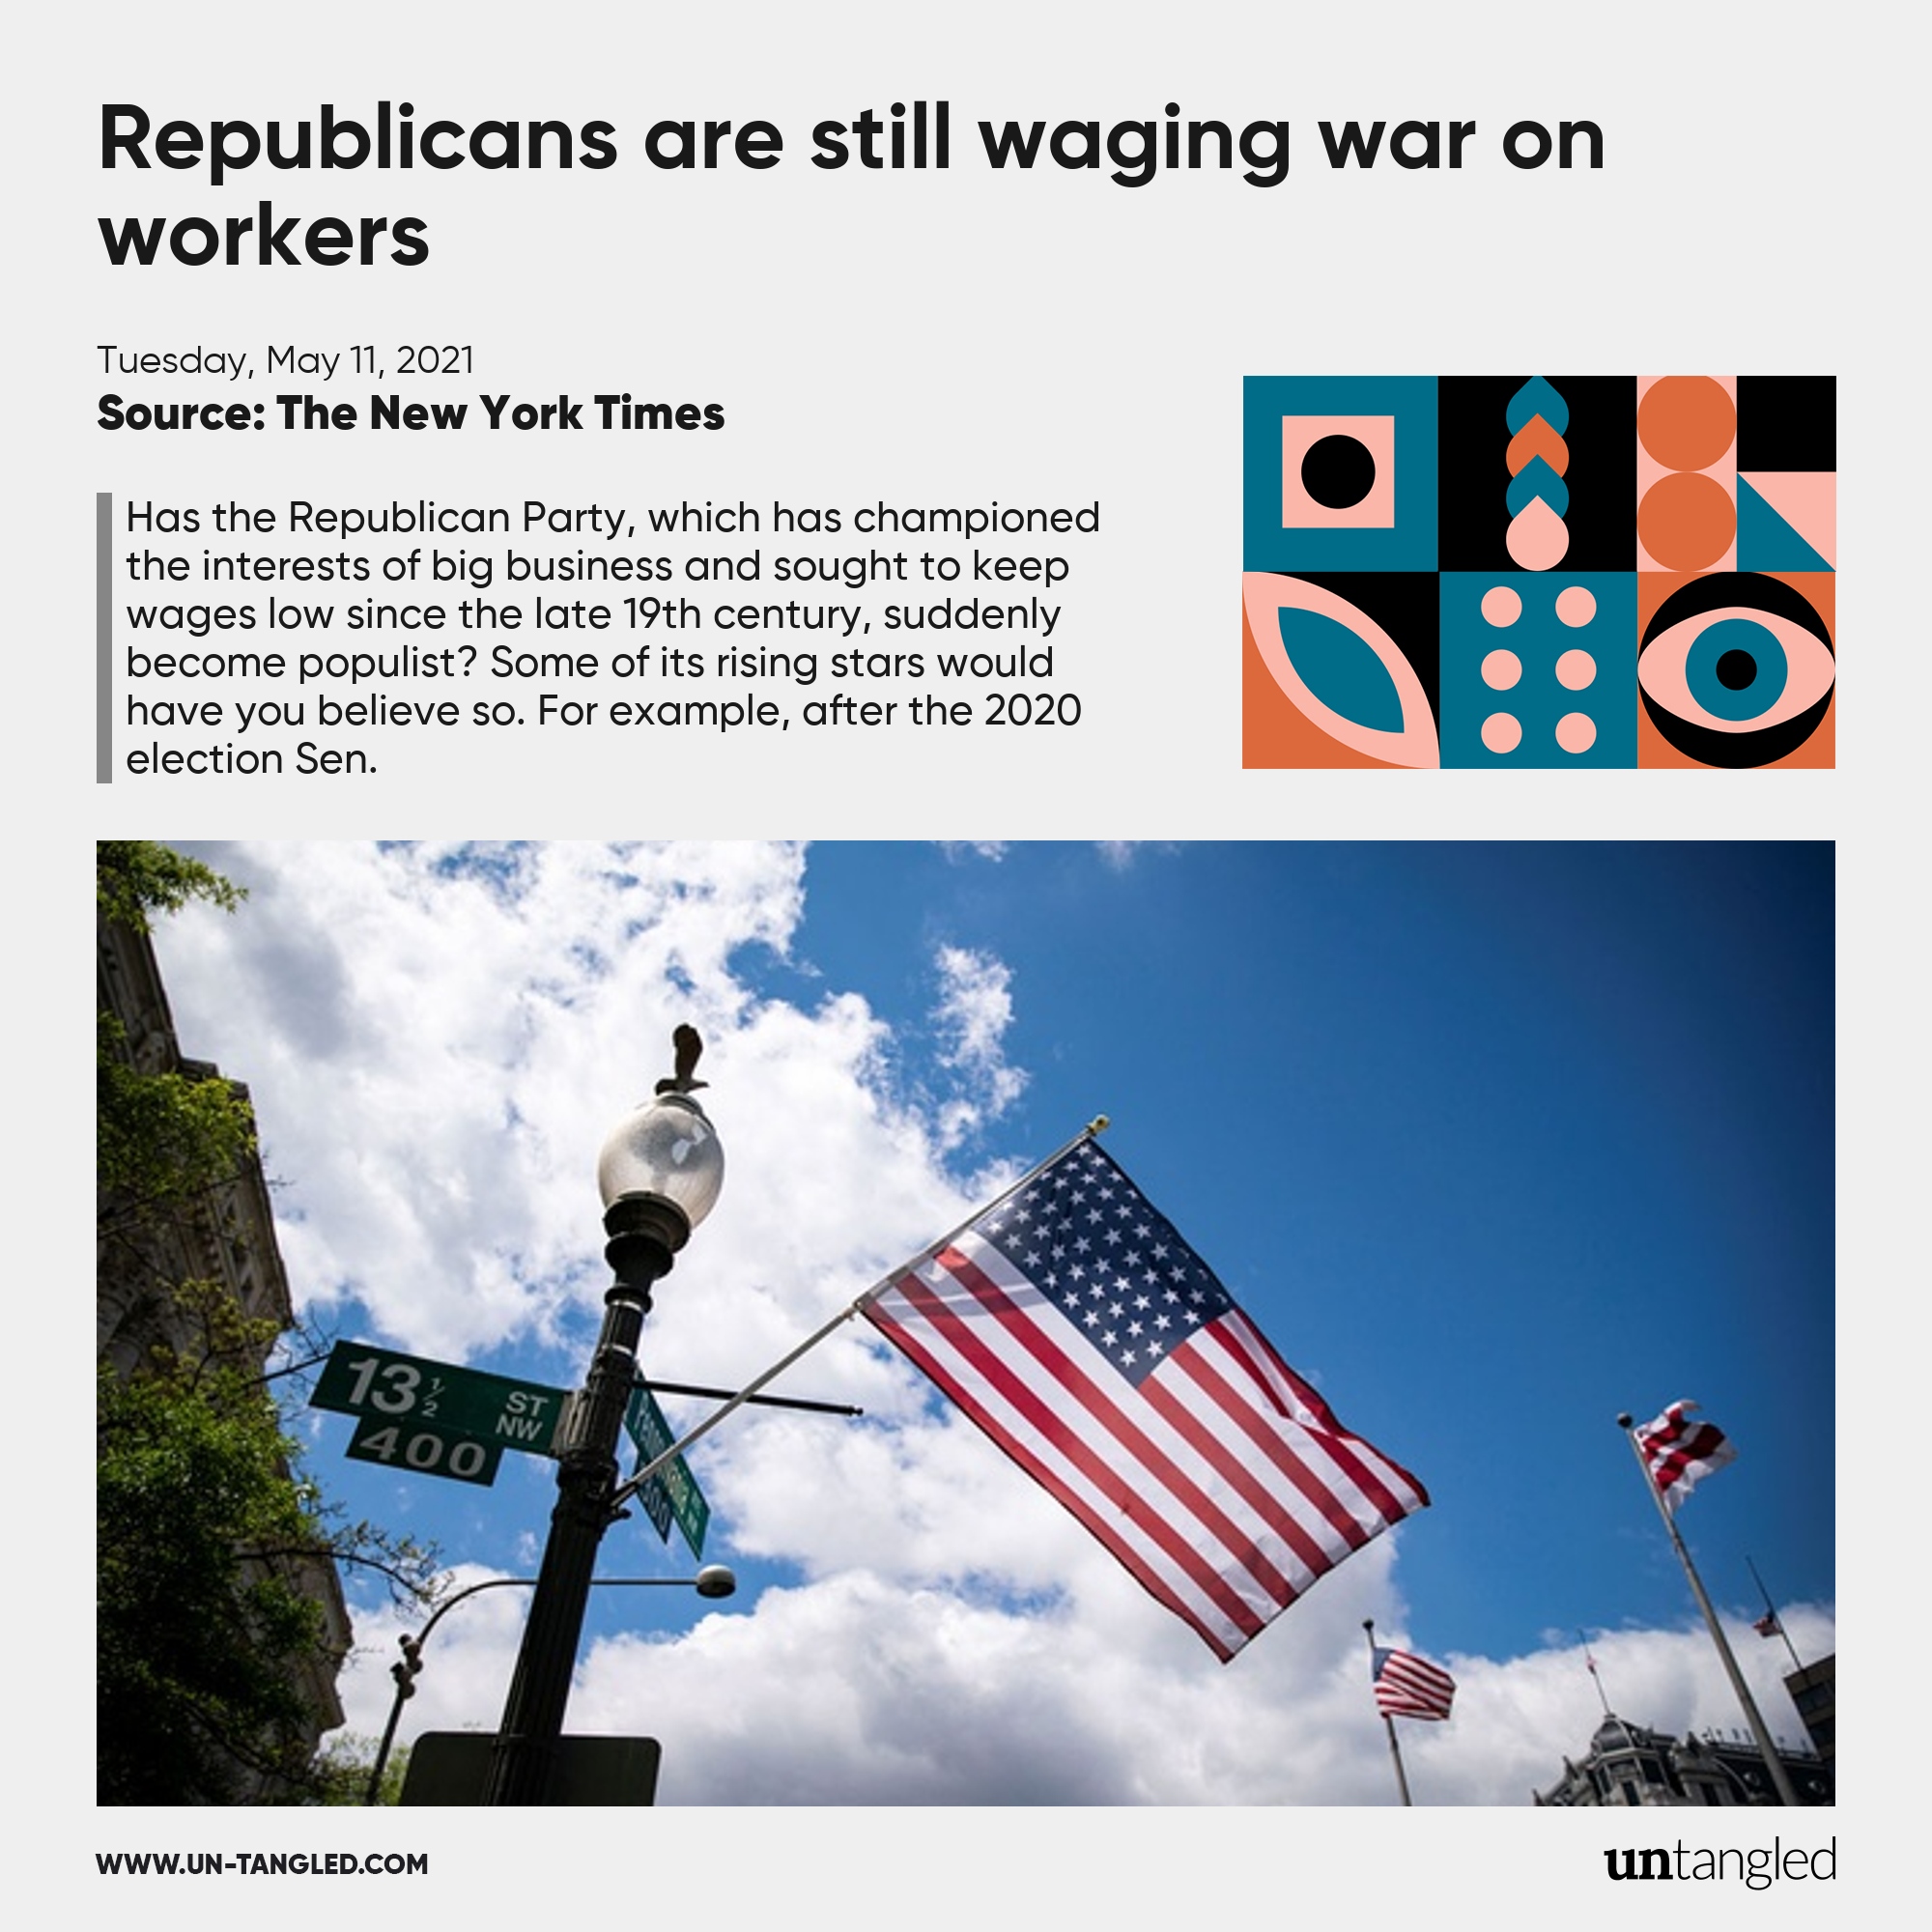 Republicans are still waging war on
workers
Tuesday, May 11, 2021
Source: The New York Times
Has the Republican Party, which has championed
the interests of big business and sought to keep
wages low since the late 19th century, suddenly
become populist? Some of its rising stars would
have you believe so. For example, after the 2020
election Sen.
13 1/2 ST
NW
400
WWW.UN-TANGLED.COM
untangled